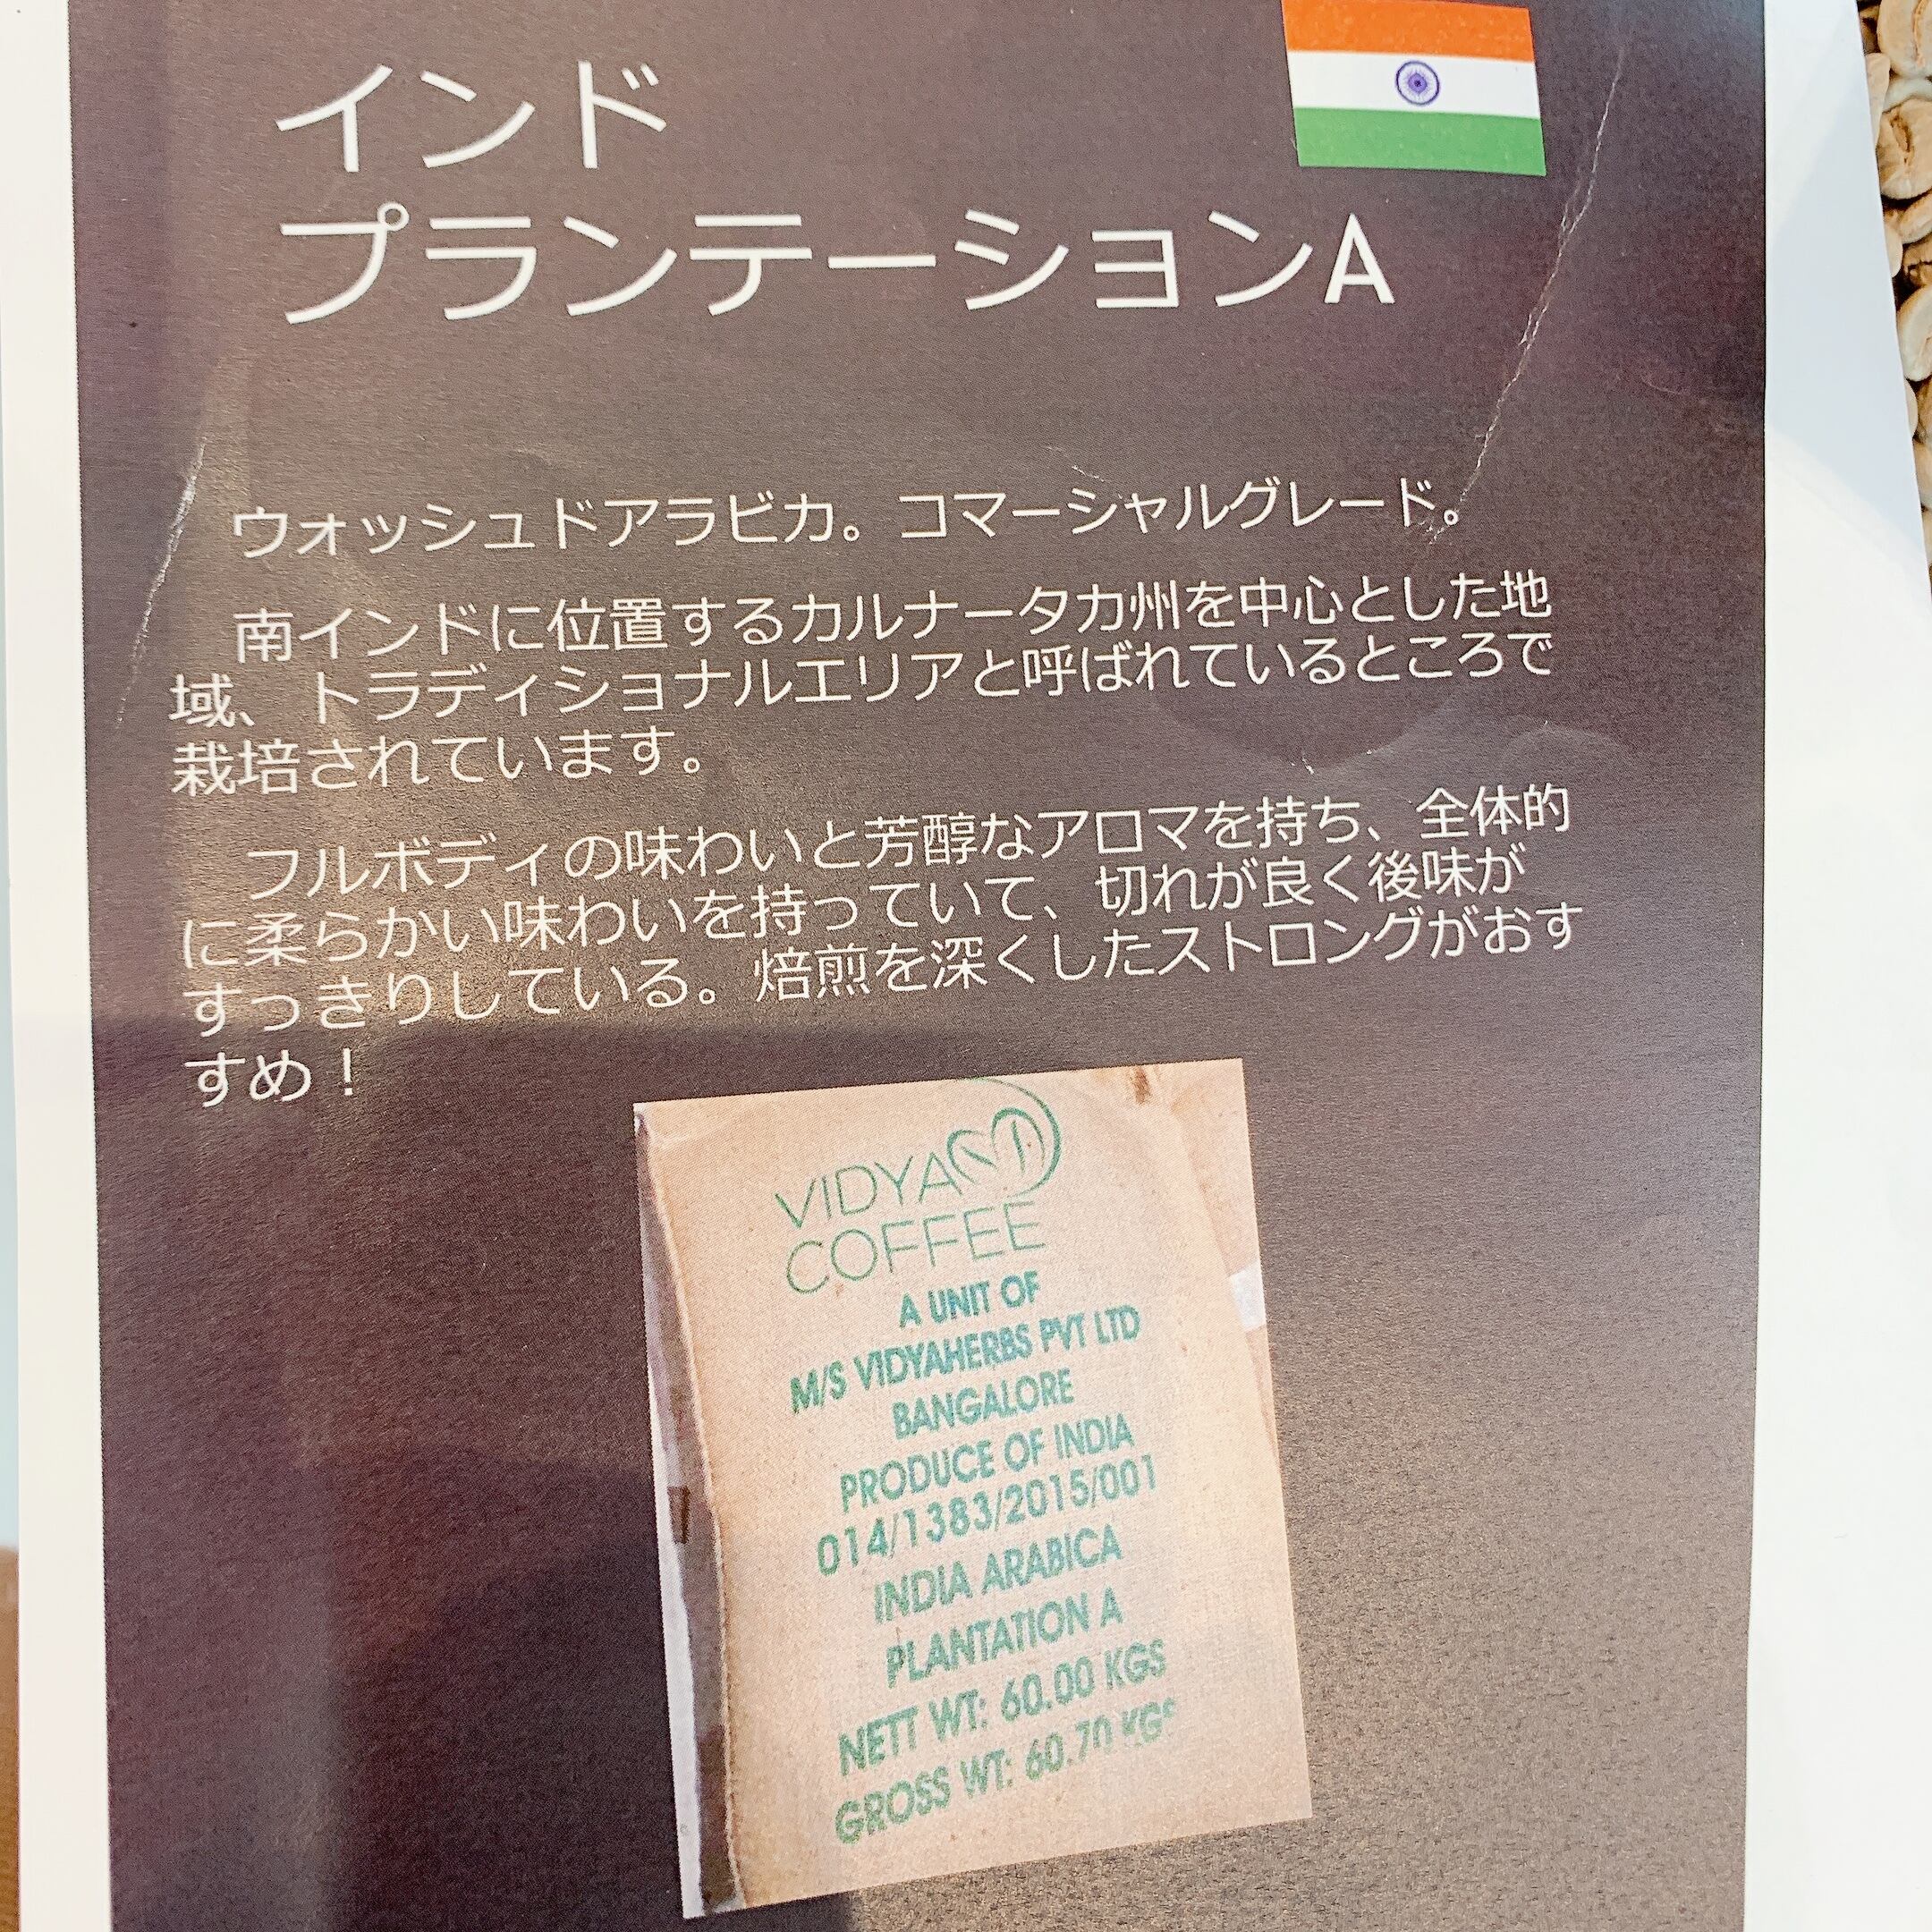 インド
プランテーションA
ウォッシュドアラビカ。コマーシャルグレード。
南インドに位置するカルナータカ州を中心とした地
域、トラディショナルエリアと呼ばれているところで
栽培されています。
フルボディの味わいと芳醇なアロマを持ち、全体的
に柔らかい味わいを持っていて、切れが良く後味が
すっきりしている。焙煎を深くしたストロングがおす
すめ！
VIDYA
COFFEE
A UNIT OF
M/S VIDYAHERBS PVT LTD
BANGALORE
PRODUCE OF INDIA
014/1383/2015/001
INDIA ARABICA
PLANTATION A
NETT WT: 60.00 KGS
GROSS WT: 60.70 KGS